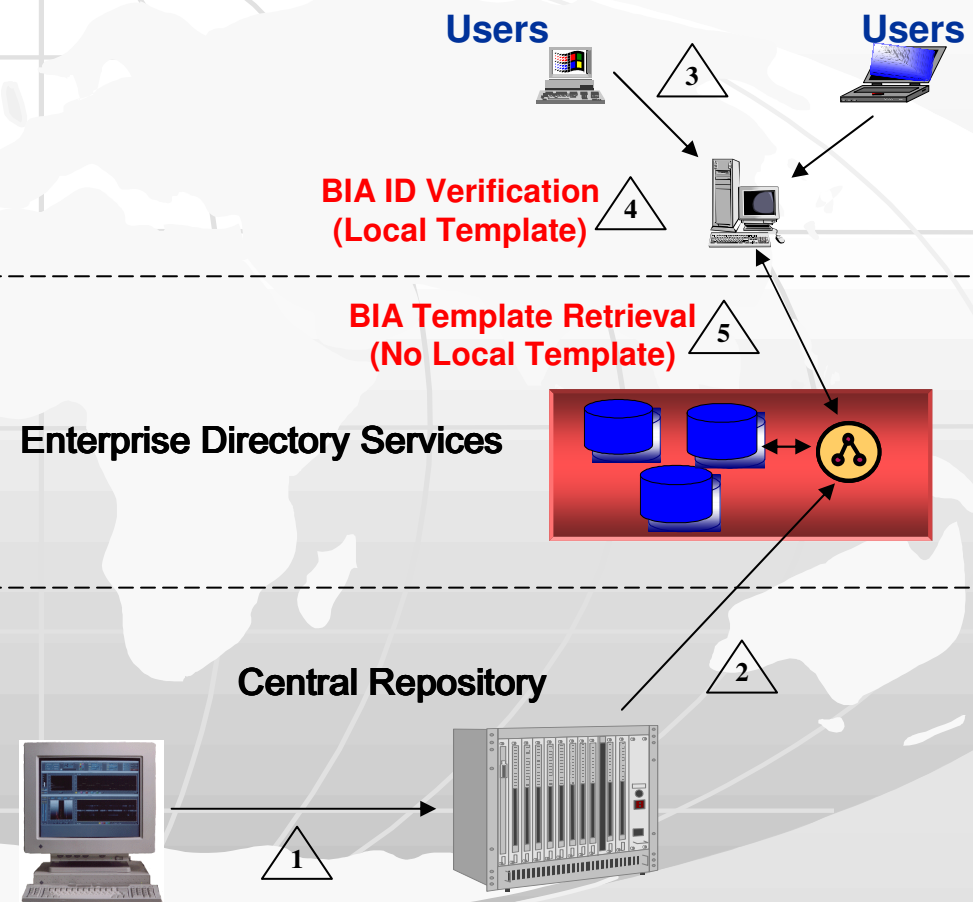 Users
Users
3
BIA ID Verification
(Local Template)
4
BIA Template Retrieval
(No Local Template)
5
Enterprise Directory Services
Central Repository
2
1